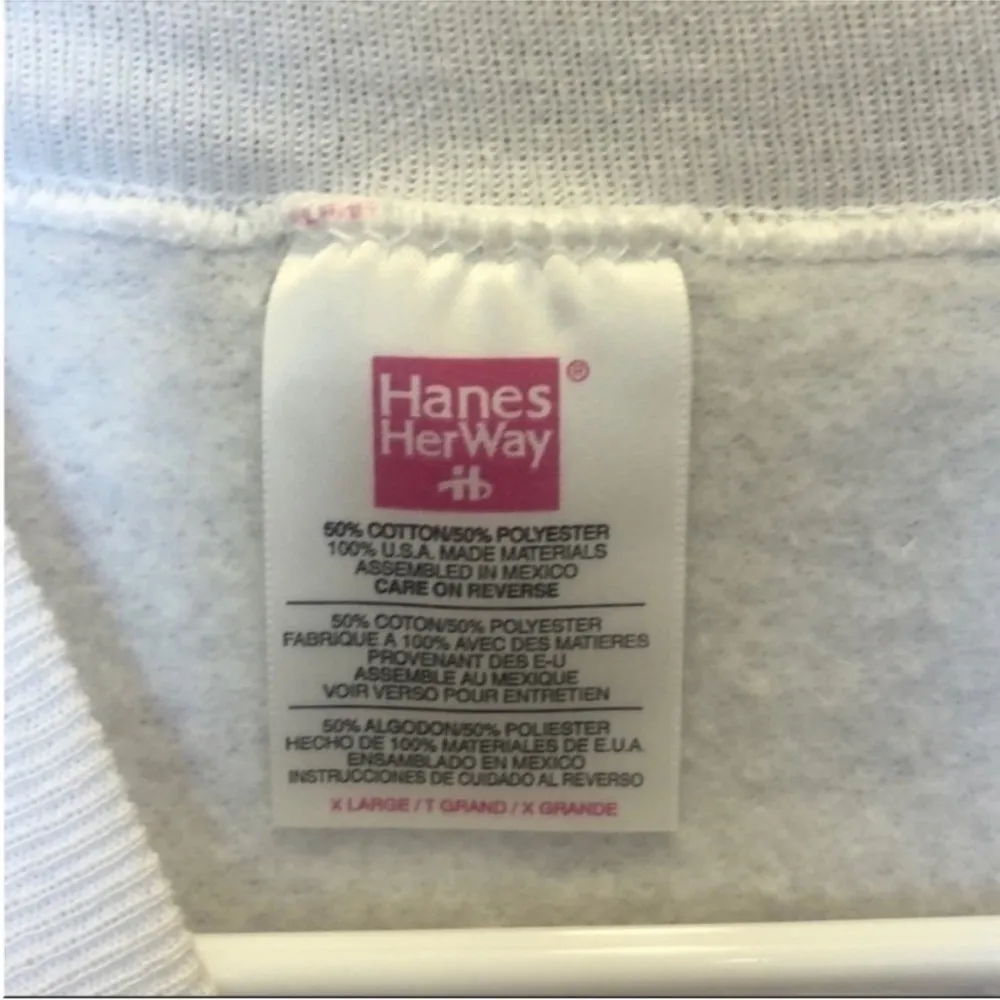 Hanes
HerWay
®
50% COTTON/50% POLYESTER
100% U.S.A. MADE MATERIALS
ASSEMBLED IN MEXICO
CARE ON REVERSE
50% COTON/50% POLYESTER
FABRIQUE A 100% AVEC DES MATIERES
PROVENANT DES E-U
ASSEMBLE AU MEXIQUE
VOIR VERSO POUR ENTRETIEN
50% ALGODON/50% POLIESTER
HECHO DE 100% MATERIALES DE E.U.A.
ENSAMBLADO EN MEXICO
INSTRUCCIONES DE CUIDADO AL REVERSO
X LARGE / T GRAND / X GRANDE